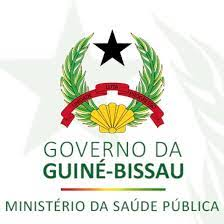 GOVERNO DA
GUINÉ-BISSAU
MINISTÉRIO DA SAÚDE PÚBLICA